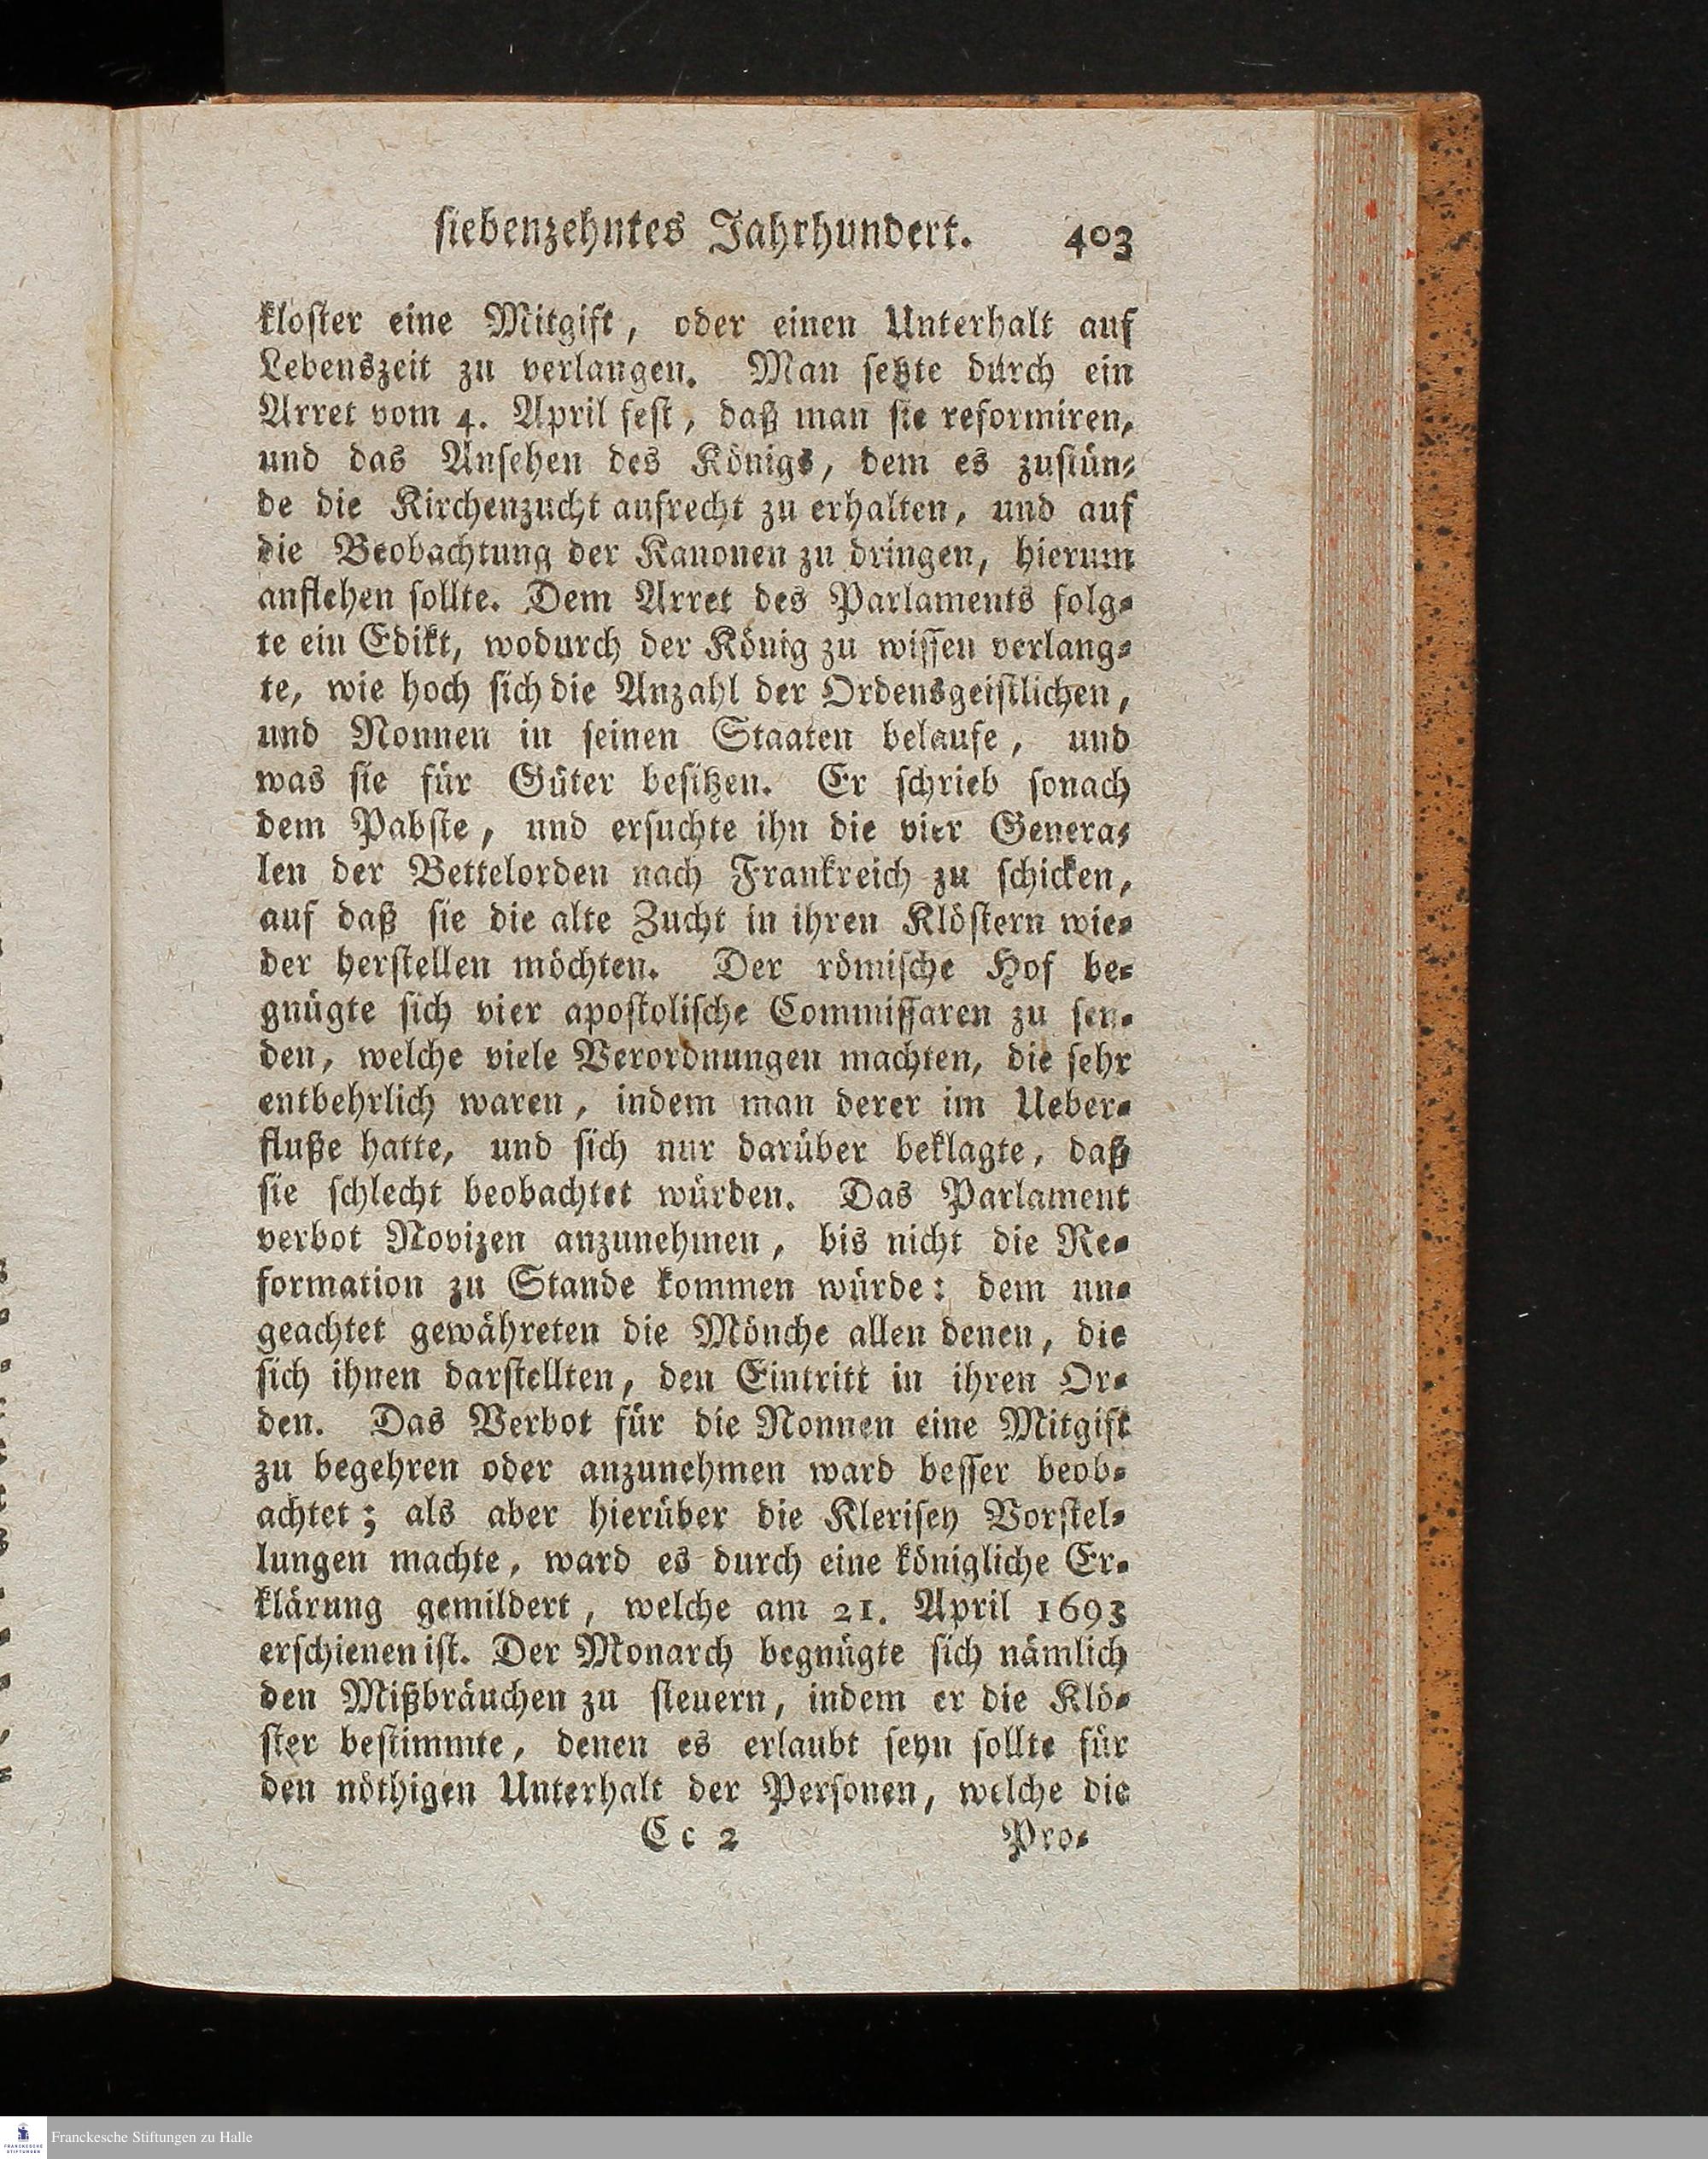 siebenzehntes Jahrhundert. 403
kloster eine Mitgift, oder einen Unterhalt auf
Lebenszeit zu verlangen. Man setzte durch ein
Arret vom 4. April fest, daß man sie reformiren,
und das Ansehen des Königs, dem es zustün-
de die Kirchenzucht aufrecht zu erhalten, und auf
die Beobachtung der Kanonen zu dringen, hierum
anflehen sollte. Dem Arret des Parlaments folg-
te ein Edikt, wodurch der König zu wissen verlang-
te, wie hoch sich die Anzahl der Ordensgeistlichen,
und Nonnen in seinen Staaten belaufe, und
was sie für Güter besitzen. Er schrieb sonach
dem Pabste, und ersuchte ihn die vier Genera-
len der Bettelorden nach Frankreich zu schicken,
auf daß sie die alte Zucht in ihren Klöstern wie-
der herstellen möchten. Der römische Hof be-
gnügte sich vier apostolische Commissaren zu sen-
den, welche viele Verordnungen machten, die sehr
entbehrlich waren, indem man derer im Ueber-
fluße hatte, und sich nur darüber beklagte, daß
sie schlecht beobachtet würden. Das Parlament
verbot Novizen anzunehmen, bis nicht die Re-
formation zu Stande kommen würde: dem un-
geachtet gewähreten die Mönche allen denen, die
sich ihnen darstellten, den Eintritt in ihren Or-
den. Das Verbot für die Nonnen eine Mitgift
zu begehren oder anzunehmen ward besser beob-
achtet; als aber hierüber die Klerisey Vorstel-
lungen machte, ward es durch eine königliche Er-
klärung gemildert, welche am 21. April 1693
erschienen ist. Der Monarch begnügte sich nämlich
den Mißbräuchen zu steuern, indem er die Klö-
ster bestimmte, denen es erlaubt seyn sollte für
den nöthigen Unterhalt der Personen, welche die
Cc 2 Pro-
Franckesche Stiftungen zu Halle